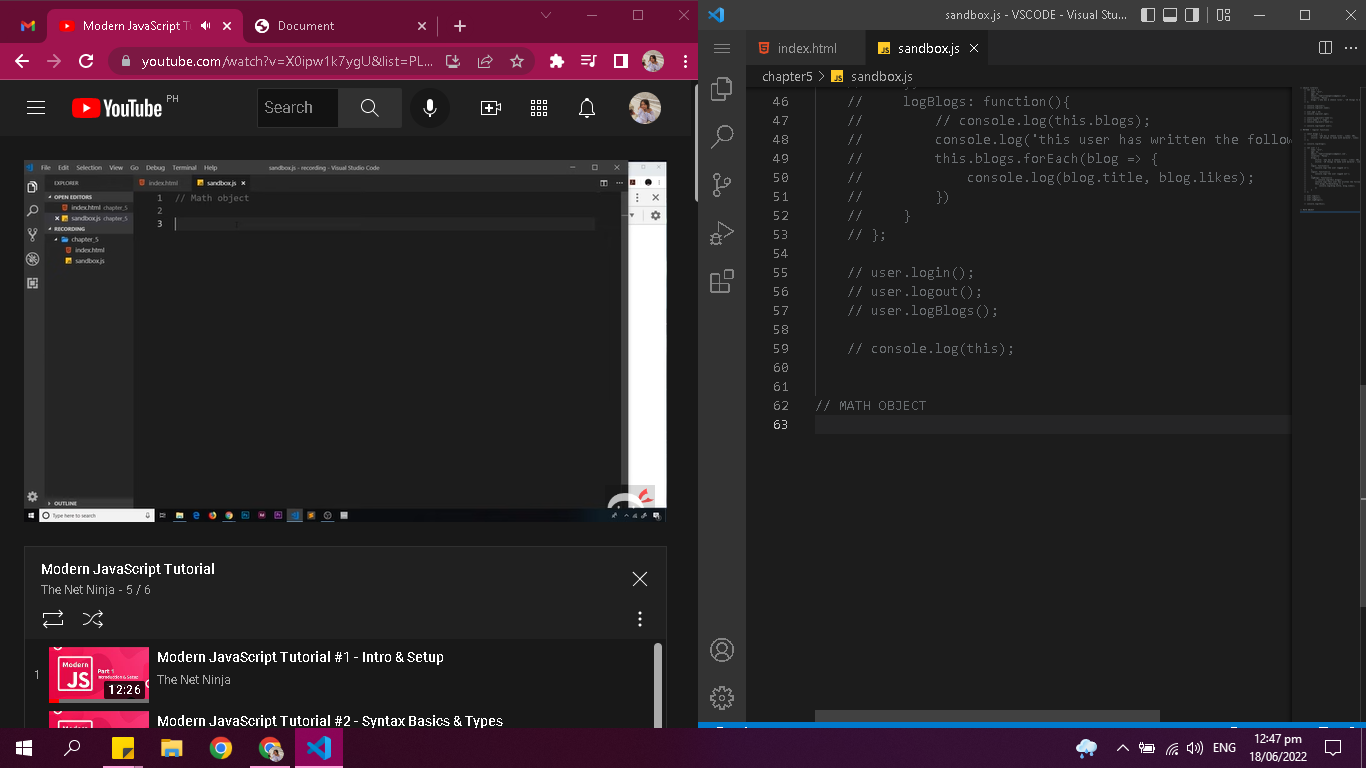 Modern JavaScript T
Document
youtube.com/watch?v=X0ipw1k7ygU&list=PL...
YouTube PH
Search
File Edit Selection View Go Debug Terminal Help
sandbox.js - recording - Visual Studio Code
EXPLORER
OPEN EDITORS
index.html chapter_5
sandbox.js chapter_5
RECORDING
chapter_5
index.html
sandbox.js
OUTLINE
index.html
sandbox.js
1 // Math object
2
3
Type here to search
Modern JavaScript Tutorial
The Net Ninja - 5 / 6
1
Modern JS
Part 1
Introduction & Setup
12:26
Modern JavaScript Tutorial #1 - Intro & Setup
The Net Ninja
Modern JavaScript Tutorial #2 - Syntax Basics & Types
sandbox.js - VSCODE - Visual Stu...
index.html
JS sandbox.js
chapter5 > JS sandbox.js
46 // logBlogs: function(){
47 // // console.log(this.blogs);
48 // console.log('this user has written the follow
49 // this.blogs.forEach(blog => {
50 // console.log(blog.title, blog.likes);
51 // })
52 // }
53 // };
54
55 // user.login();
56 // user.logout();
57 // user.logBlogs();
58
59 // console.log(this);
60
61
62 // MATH OBJECT
63
ENG
12:47 pm
18/06/2022